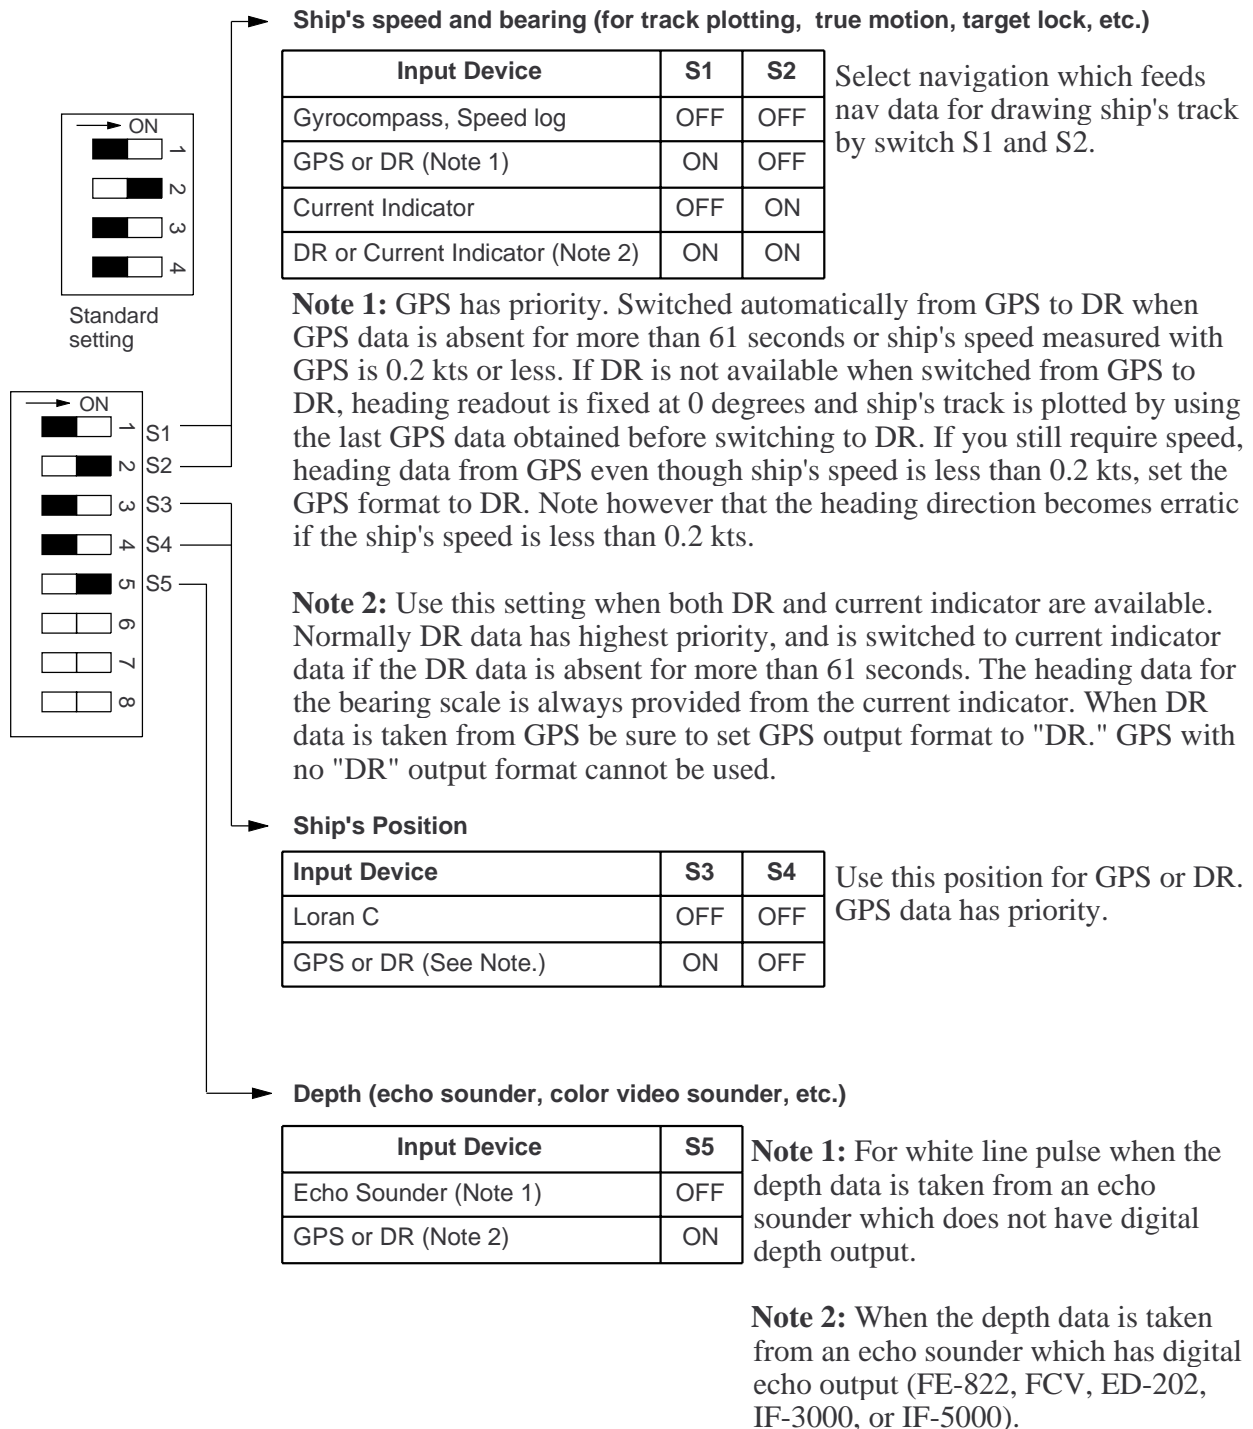 Ship's speed and bearing (for track plotting, true motion, target lock, etc.)
Input Device S1 S2
Gyrocompass, Speed log OFF OFF
GPS or DR (Note 1) ON OFF
Current Indicator OFF ON
DR or Current Indicator (Note 2) ON ON
Select navigation which feeds
nav data for drawing ship's track
by switch S1 and S2.
ON
1
2
3
4
Standard
setting
Note 1: GPS has priority. Switched automatically from GPS to DR when
GPS data is absent for more than 61 seconds or ship's speed measured with
GPS is 0.2 kts or less. If DR is not available when switched from GPS to
DR, heading readout is fixed at 0 degrees and ship's track is plotted by using
the last GPS data obtained before switching to DR. If you still require speed,
heading data from GPS even though ship's speed is less than 0.2 kts, set the
GPS format to DR. Note however that the heading direction becomes erratic
if the ship's speed is less than 0.2 kts.
ON
1 S1
2 S2
3 S3
4 S4
5 S5
6
7
8
Note 2: Use this setting when both DR and current indicator are available.
Normally DR data has highest priority, and is switched to current indicator
data if the DR data is absent for more than 61 seconds. The heading data for
the bearing scale is always provided from the current indicator. When DR
data is taken from GPS be sure to set GPS output format to "DR." GPS with
no "DR" output format cannot be used.
Ship's Position
Input Device S3 S4
Loran C OFF OFF
GPS or DR (See Note.) ON OFF
Use this position for GPS or DR.
GPS data has priority.
Depth (echo sounder, color video sounder, etc.)
Input Device S5
Echo Sounder (Note 1) OFF
GPS or DR (Note 2) ON
Note 1: For white line pulse when the
depth data is taken from an echo
sounder which does not have digital
depth output.
Note 2: When the depth data is taken
from an echo sounder which has digital
echo output (FE-822, FCV, ED-202,
IF-3000, or IF-5000).